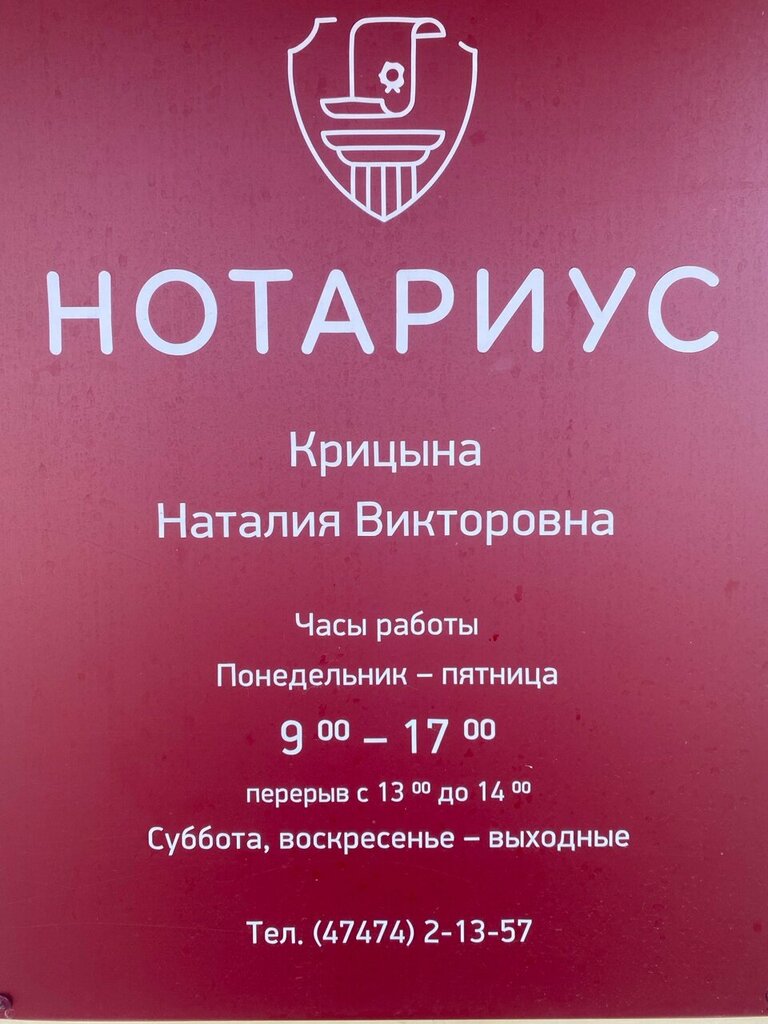 НОТАРИУС
Крицына
Наталия Викторовна
Часы работы
Понедельник – пятница
9 00 – 17 00
перерыв с 13 00 до 14 00
Суббота, воскресенье – выходные
Тел. (47474) 2-13-57